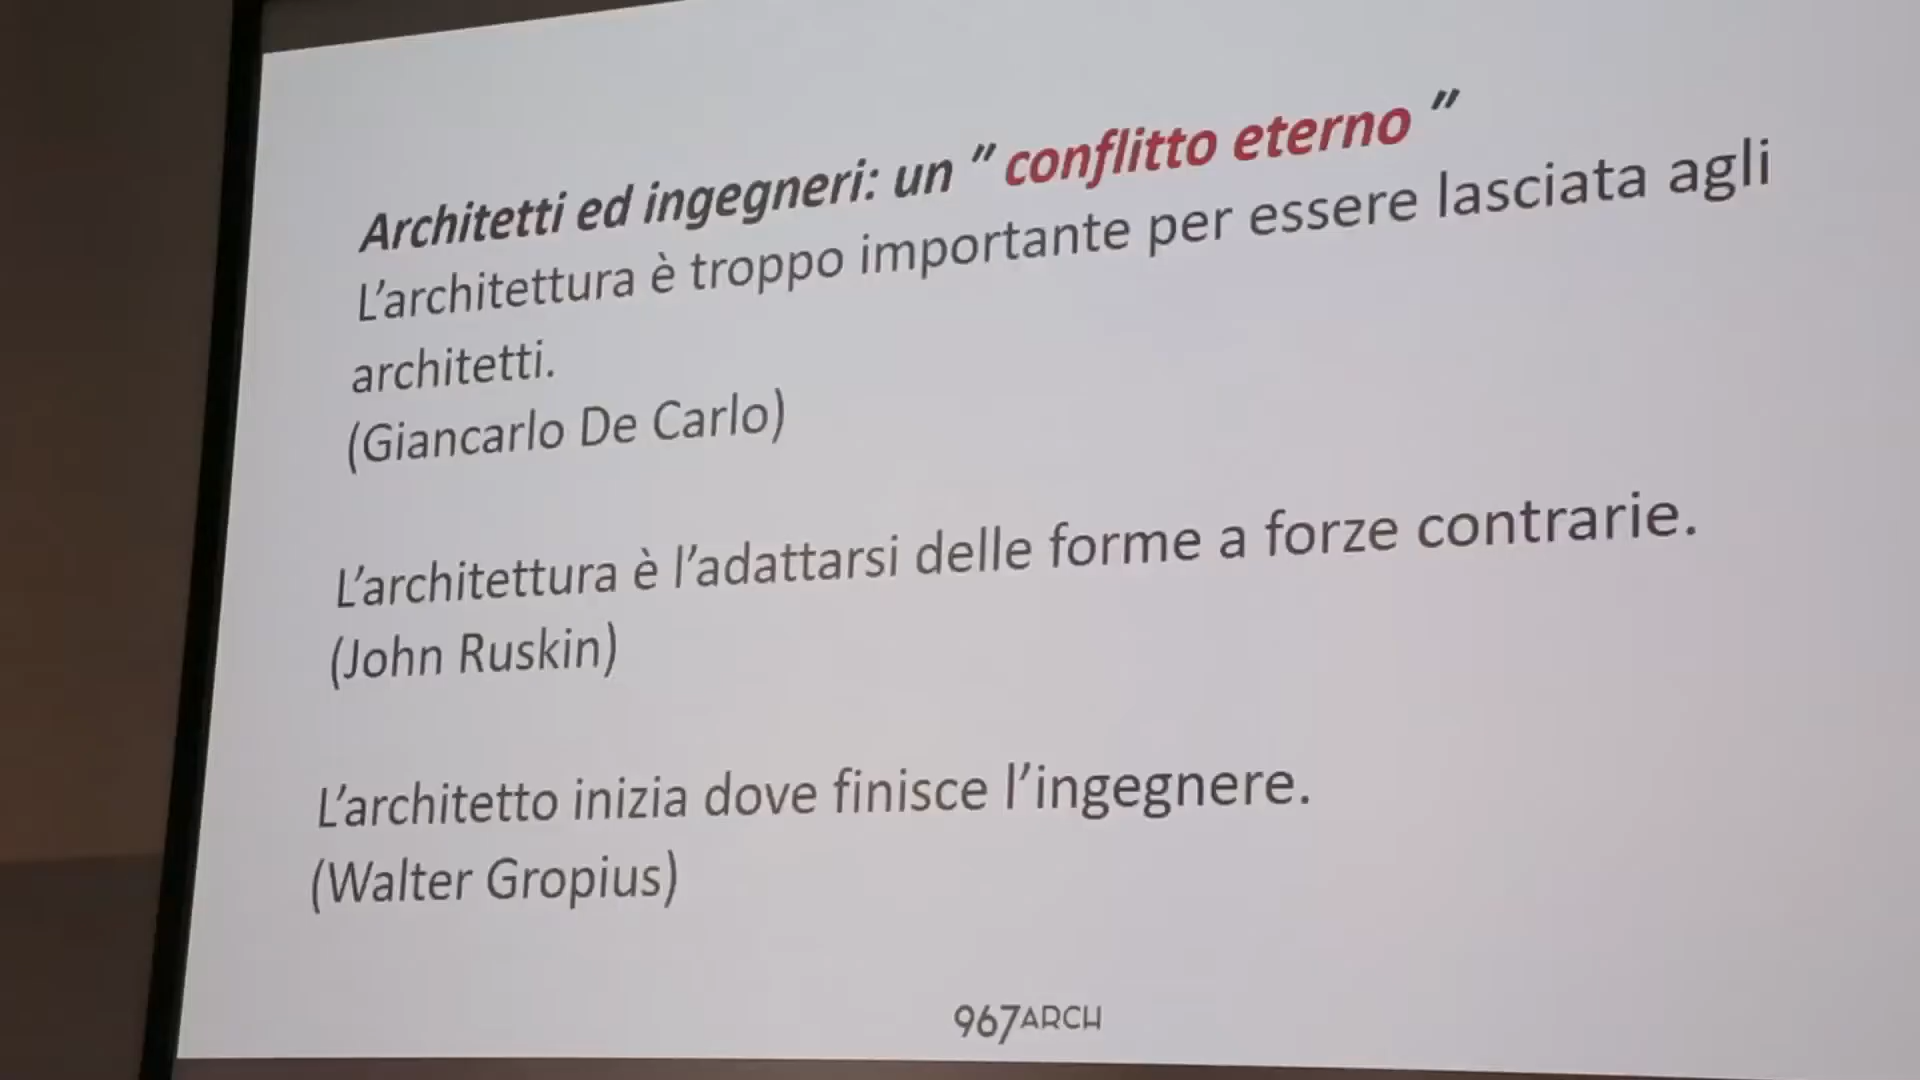 Architetti ed ingegneri: un " conflitto eterno "
L'architettura è troppo importante per essere lasciata agli
architetti.
(Giancarlo De Carlo)
L'architettura è l'adattarsi delle forme a forze contrarie.
(John Ruskin)
L'architetto inizia dove finisce l'ingegnere.
(Walter Gropius)
967ARCH